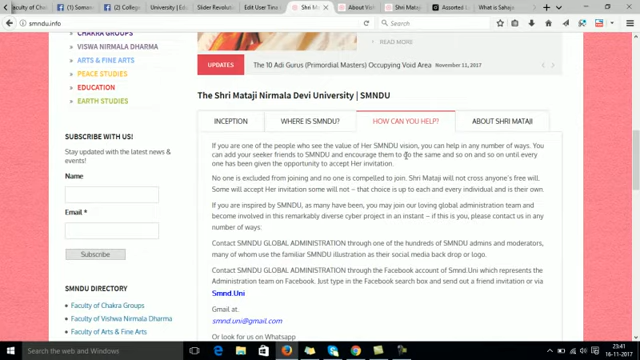 Faculty of Chak
(1) Soman
C Home
University | Edi
Slider Revolutio
Edit User Tina
Shri Ma
About Vish
Shri Mataji
Assorted L
What is Sahaja
smndu.info
Search
CHAKRA GROUPS
VISWA NIRMALA DHARMA
ARTS & FINE ARTS
PEACE STUDIES
EDUCATION
EARTH STUDIES
READ MORE
UPDATES
The 10 Adi Gurus (Primordial Masters) Occupying Void Area November 11, 2017
The Shri Mataji Nirmala Devi University | SMNDU
INCEPTION
WHERE IS SMNDU?
HOW CAN YOU HELP?
ABOUT SHRI MATAJI
If you are one of the people who see the value of Her SMNDU vision, you can help in any number of ways. You
can add your seeker friends to SMNDU and encourage them to do the same and so on and so on until every
one has been given the opportunity to accept Her invitation.
No one is excluded from joining and no one is compelled to join. Shri Mataji will not cross anyone's free will.
Some will accept Her invitation some will not – that choice is up to each and every individual and is their own.
If you are inspired by SMNDU, as many have been, you may join our loving global administration team and
become involved in this remarkably diverse cyber project in an instant – if this is you, please contact us in any
number of ways:
Contact SMNDU GLOBAL ADMINISTRATION through one of the hundreds of SMNDU admins and moderators,
many of whom use the familiar SMNDU illustration as their social media back drop or logo.
Contact SMNDU GLOBAL ADMINISTRATION through the Facebook account of Smnd.Uni which represents the
Administration team on Facebook. Just type in the Facebook search box and send out a friend invitation or via
Smnd.Uni
Gmail at.
smnd.uni@gmail.com
Or look for us on Whatsapp
SUBSCRIBE WITH US!
Stay updated with the latest news &
events!
Name
Email *
Subscribe
SMNDU DIRECTORY
Faculty of Chakra Groups
Faculty of Vishwa Nirmala Dharma
Faculty of Arts & Fine Arts
Ask me anything
23:41
16-11-2017